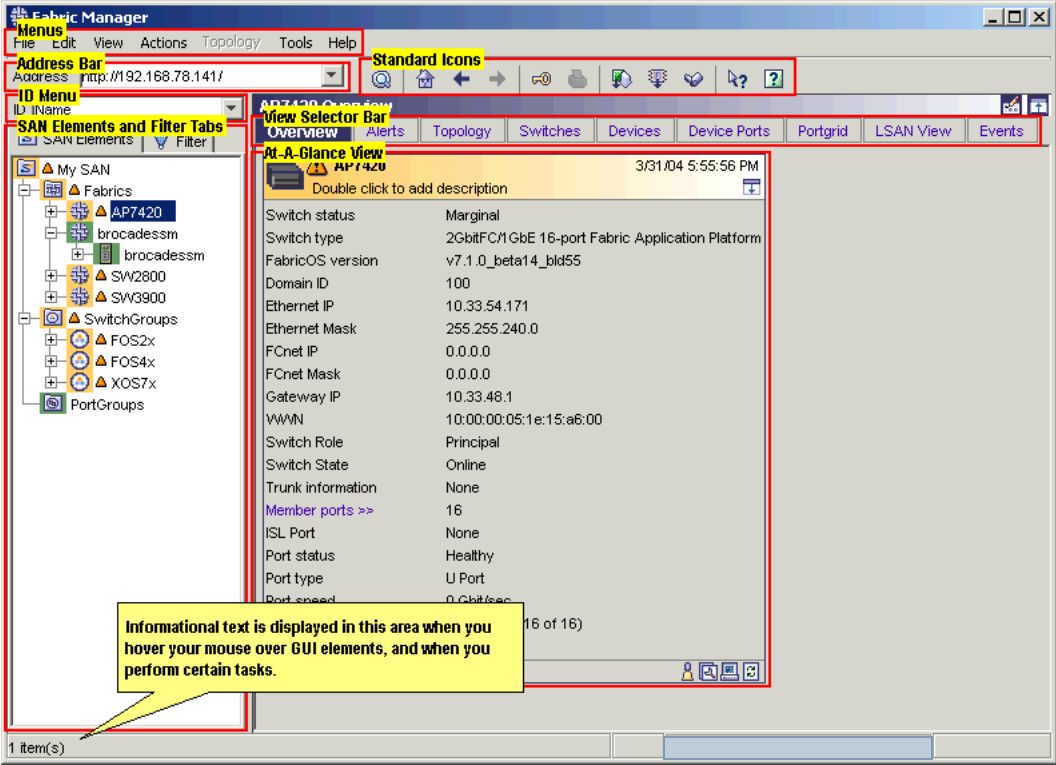 Fabric Manager
Menus
File Edit View Actions Topology Tools Help
Address Bar
Address http://192.168.78.141/
Standard Icons
ID Menu
ID Name
AP7420 Overview
View Selector Bar
SAN Elements and Filter Tabs
SAN Elements Filter
Overview Alerts Topology Switches Devices Device Ports Portgrid LSAN View Events
At-A-Glance View
My SAN
Fabrics
AP7420
brocadessm
brocadessm
SW2800
SW3900
SwitchGroups
FOS2x
FOS4x
XOS7x
PortGroups
AP7420 3/31/04 5:55:56 PM
Double click to add description
Switch status Marginal
Switch type 2GbitFC/1GbE 16-port Fabric Application Platform
FabricOS version v7.1.0_beta14_bld55
Domain ID 100
Ethernet IP 10.33.54.171
Ethernet Mask 255.255.240.0
FCnet IP 0.0.0.0
FCnet Mask 0.0.0.0
Gateway IP 10.33.48.1
WWN 10:00:00:05:1e:15:a6:00
Switch Role Principal
Switch State Online
Trunk information None
Member ports >> 16
ISL Port None
Port status Healthy
Port type U Port
Port speed 0 Gbit/sec
16 of 16)
Informational text is displayed in this area when you
hover your mouse over GUI elements, and when you
perform certain tasks.
1 item(s)